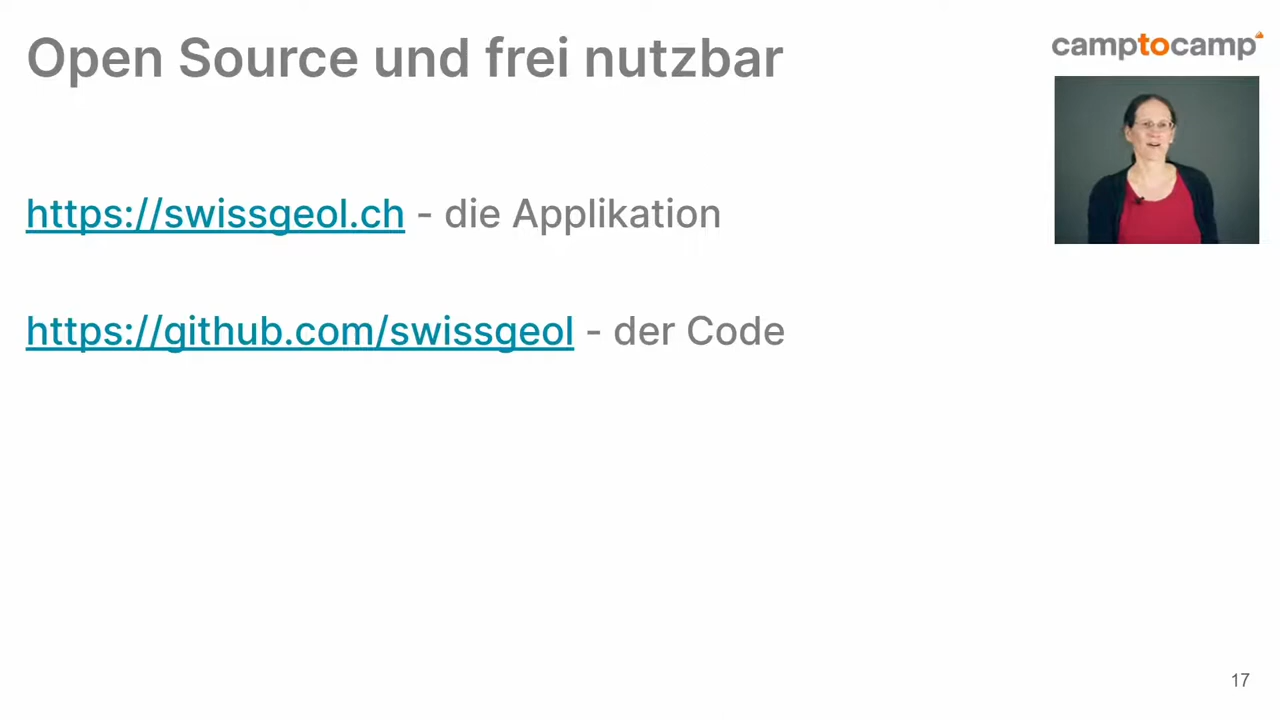 Open Source und frei nutzbar
camptocamp
https://swissgeol.ch - die Applikation
https://github.com/swissgeol - der Code
17